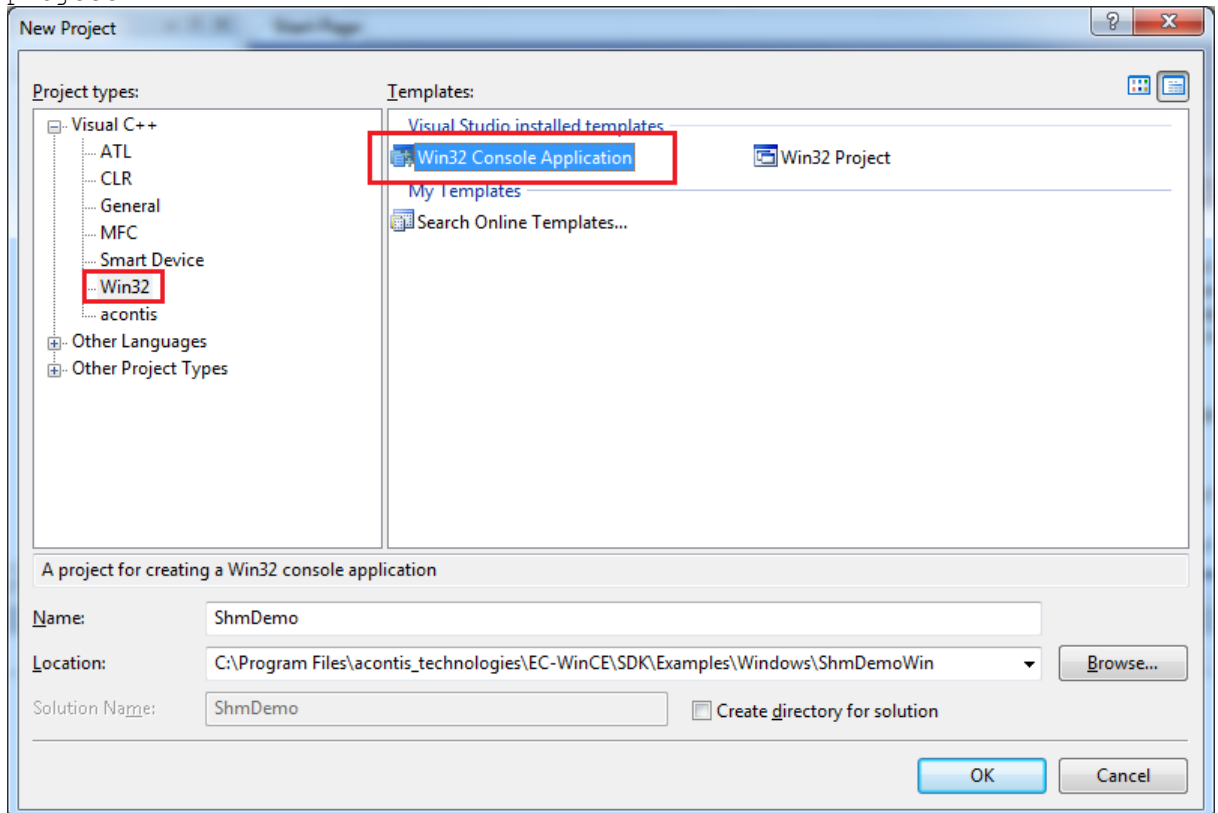 New Project
Project types:
Templates:
Visual C++
ATL
CLR
General
MFC
Smart Device
Win32
acontis
Other Languages
Other Project Types
Visual Studio installed templates
Win32 Console Application
Win32 Project
My Templates
Search Online Templates...
A project for creating a Win32 console application
Name:
ShmDemo
Location:
C:\Program Files\acontis_technologies\EC-WinCE\SDK\Examples\Windows\ShmDemoWin
Browse...
Solution Name:
ShmDemo
Create directory for solution
OK
Cancel